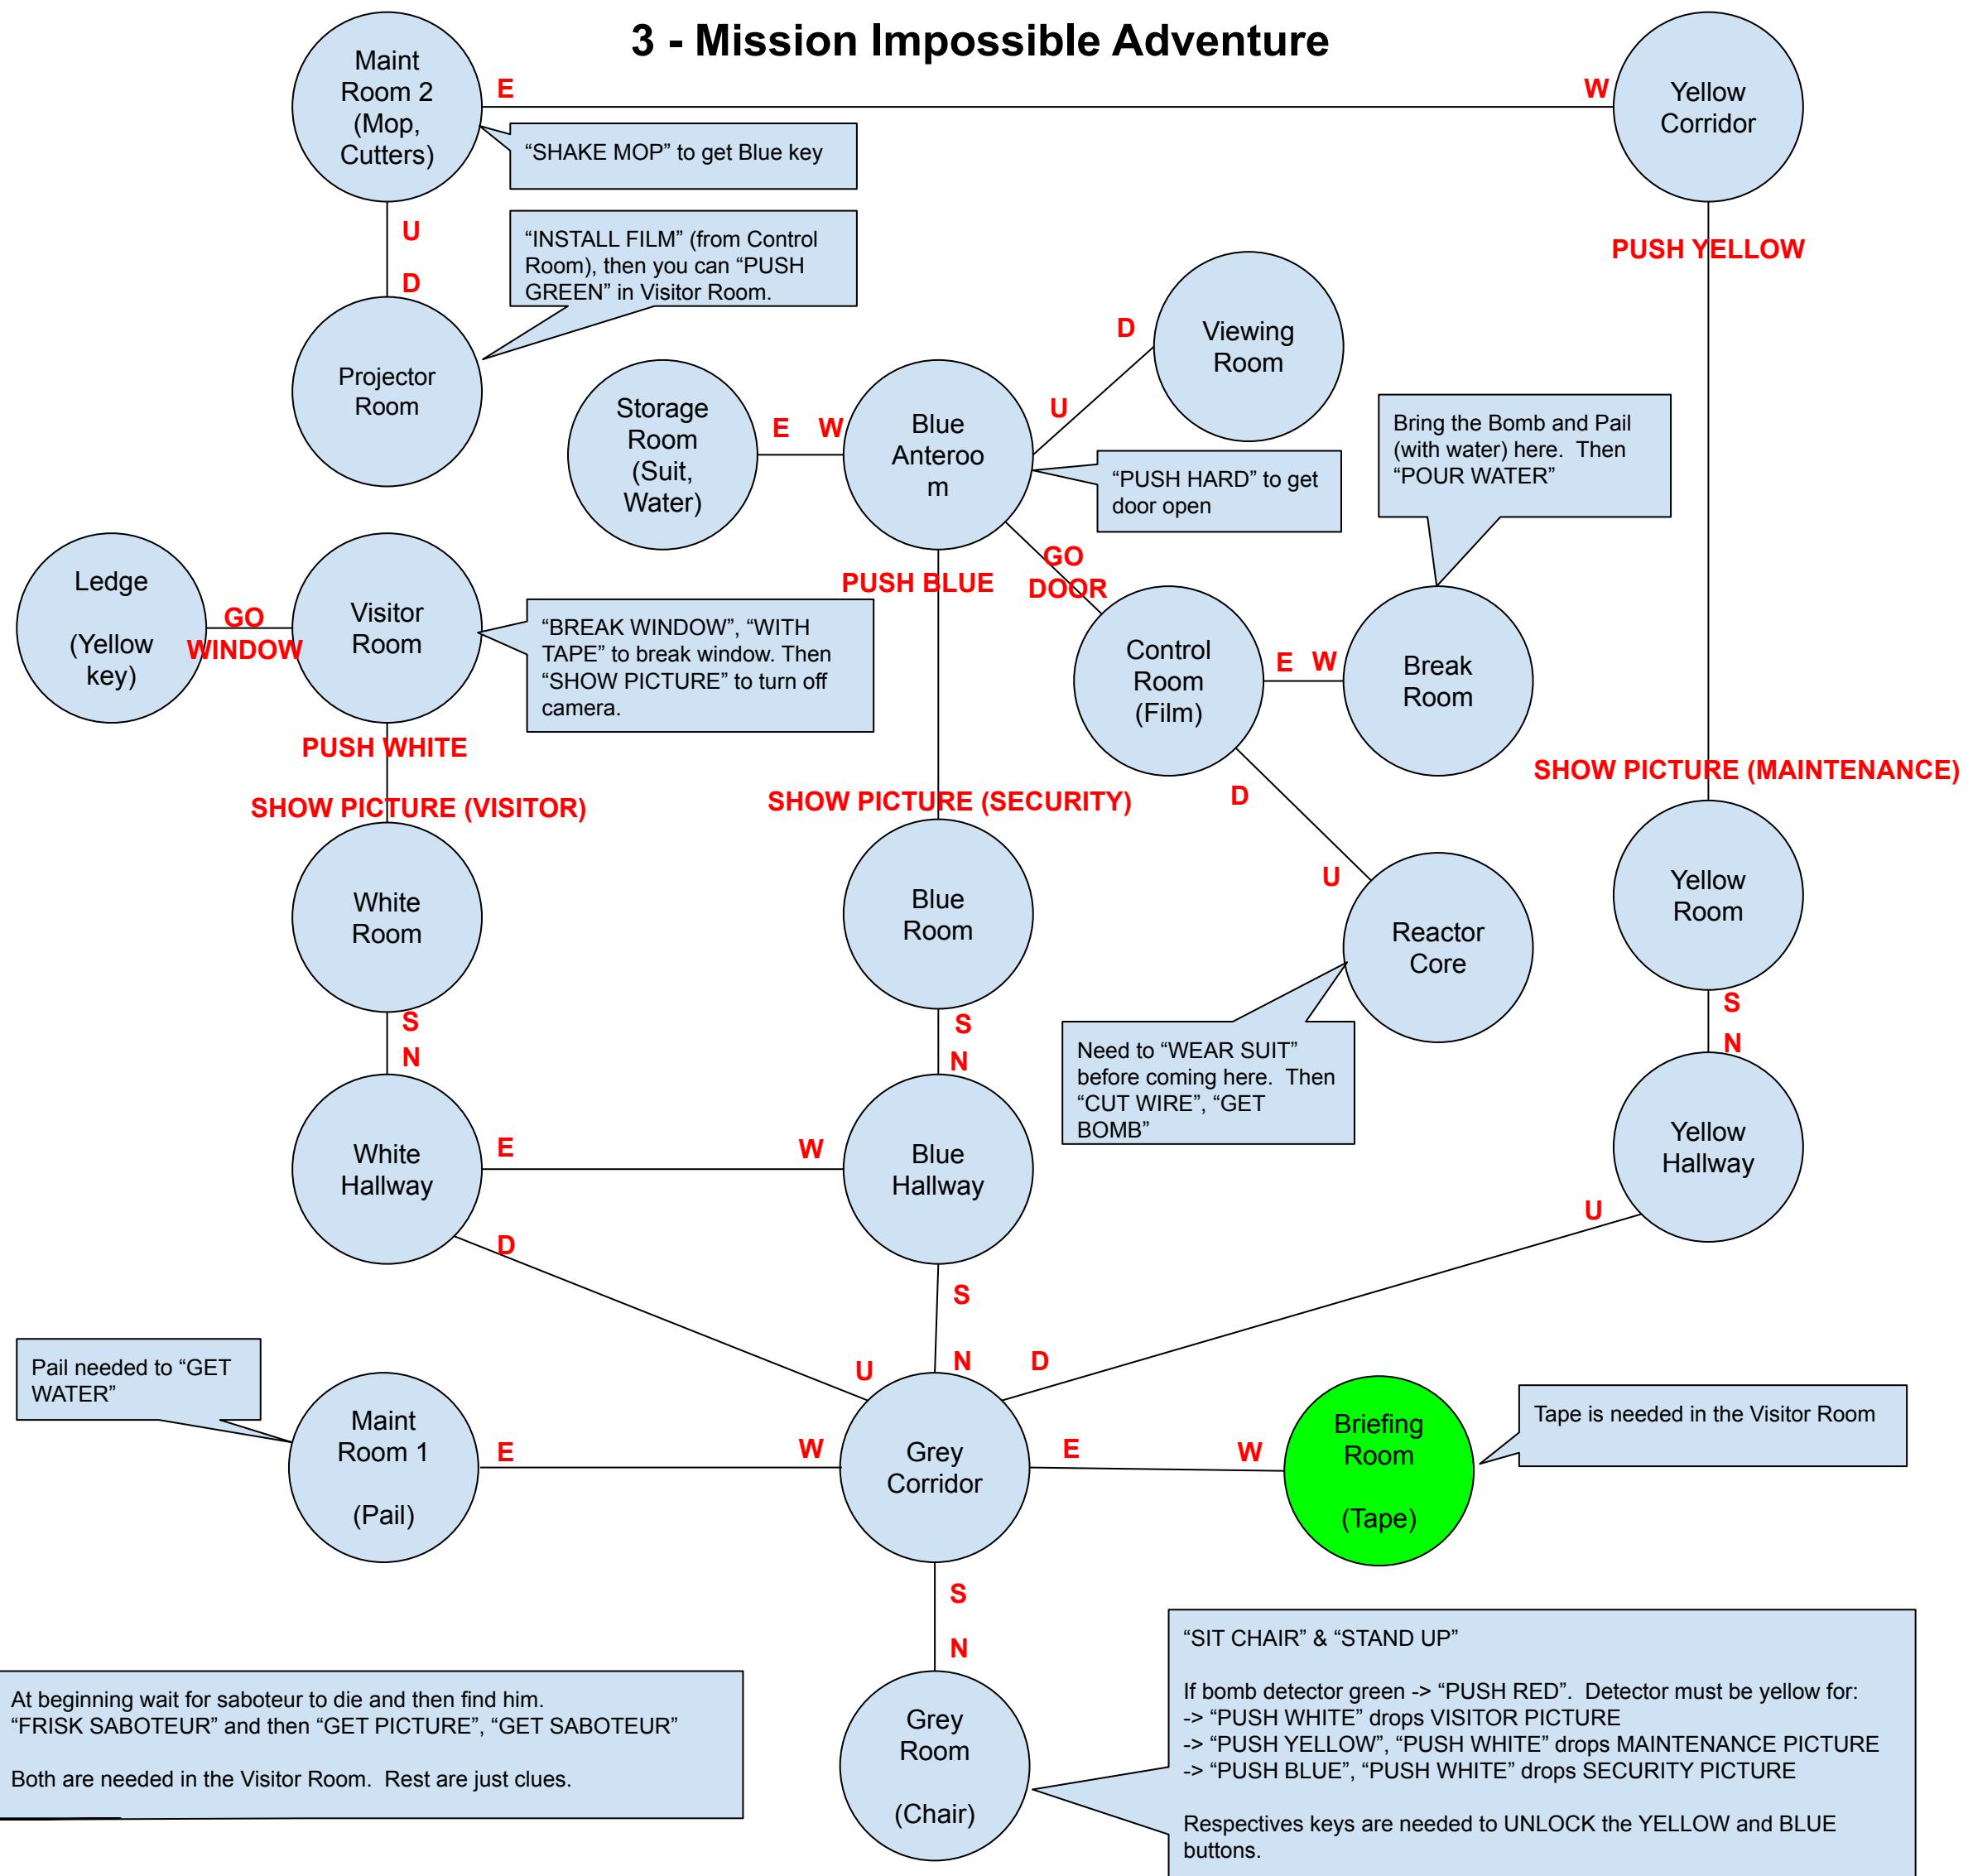 3 - Mission Impossible Adventure
Maint
Room 2
(Mop,
Cutters)
E
W
Yellow
Corridor
“SHAKE MOP” to get Blue key
U
D
“INSTALL FILM” (from Control
Room), then you can “PUSH
GREEN” in Visitor Room.
PUSH YELLOW
Projector
Room
Viewing
Room
D
U
Storage
Room
(Suit,
Water)
E
W
Blue
Anteroo
m
“PUSH HARD” to get
door open
Bring the Bomb and Pail
(with water) here.  Then
“POUR WATER”
GO
DOOR
PUSH BLUE
Ledge
(Yellow
key)
GO
WINDOW
Visitor
Room
“BREAK WINDOW”, “WITH
TAPE” to break window. Then
“SHOW PICTURE” to turn off
camera.
Control
Room
(Film)
E
W
Break
Room
PUSH WHITE
SHOW PICTURE (VISITOR)
SHOW PICTURE (SECURITY)
SHOW PICTURE (MAINTENANCE)
D
U
White
Room
Blue
Room
Reactor
Core
Yellow
Room
S
N
S
N
S
N
Need to “WEAR SUIT”
before coming here.  Then
“CUT WIRE”, “GET
BOMB”
White
Hallway
E
W
Blue
Hallway
Yellow
Hallway
D
S
U
U
N
D
Pail needed to “GET
WATER”
Maint
Room 1
(Pail)
E
W
Grey
Corridor
E
W
Briefing
Room
(Tape)
Tape is needed in the Visitor Room
S
N
At beginning wait for saboteur to die and then find him.
“FRISK SABOTEUR” and then “GET PICTURE”, “GET SABOTEUR”
Both are needed in the Visitor Room.  Rest are just clues.
Grey
Room
(Chair)
“SIT CHAIR” & “STAND UP”
If bomb detector green -> “PUSH RED”.  Detector must be yellow for:
-> “PUSH WHITE” drops VISITOR PICTURE
-> “PUSH YELLOW”, “PUSH WHITE” drops MAINTENANCE PICTURE
-> “PUSH BLUE”, “PUSH WHITE” drops SECURITY PICTURE
Respectives keys are needed to UNLOCK the YELLOW and BLUE
buttons.